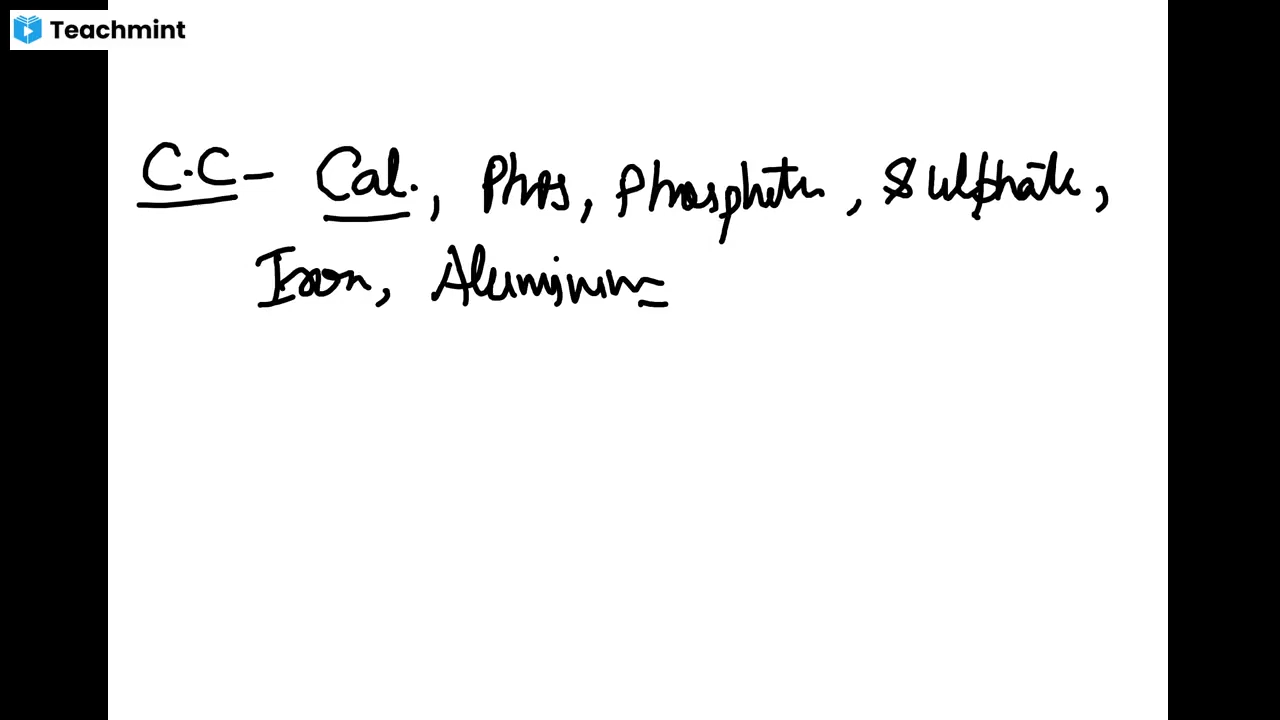 Teachmint
C.C - Cal., Phos, Phosphate, Sulphate,
Iron, Aluminium